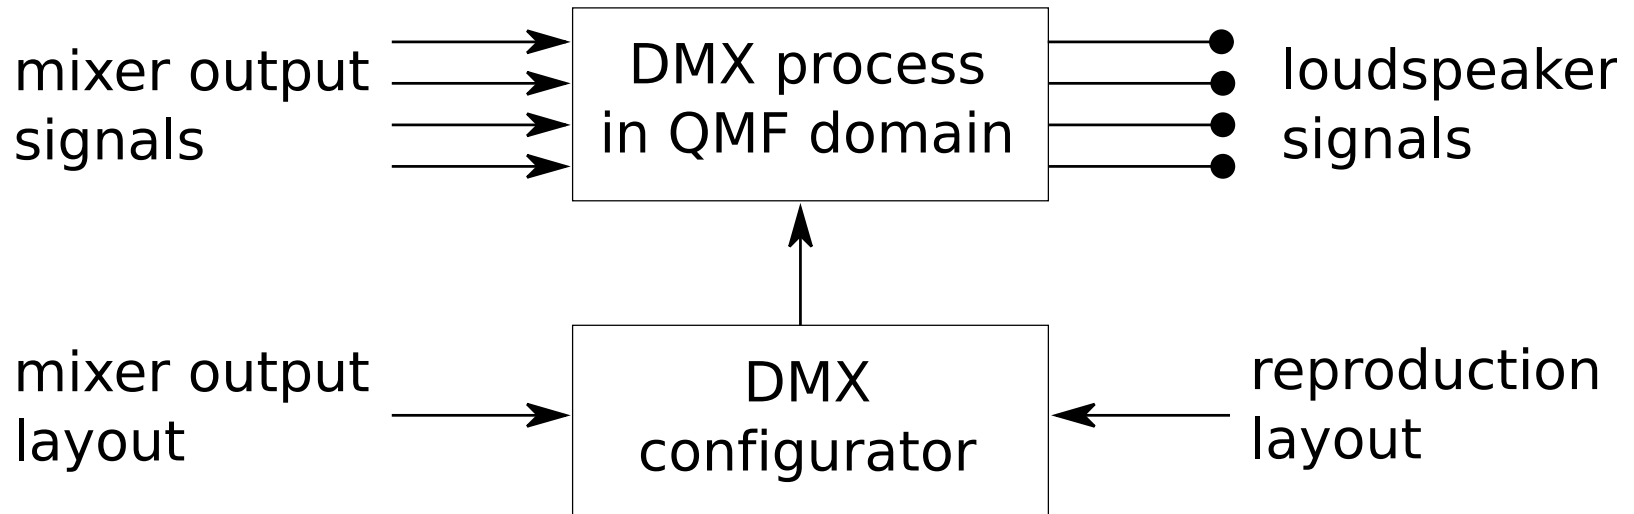 mixer output
signals
DMX process
in QMF domain
loudspeaker
signals
mixer output
layout
DMX
configurator
reproduction
layout